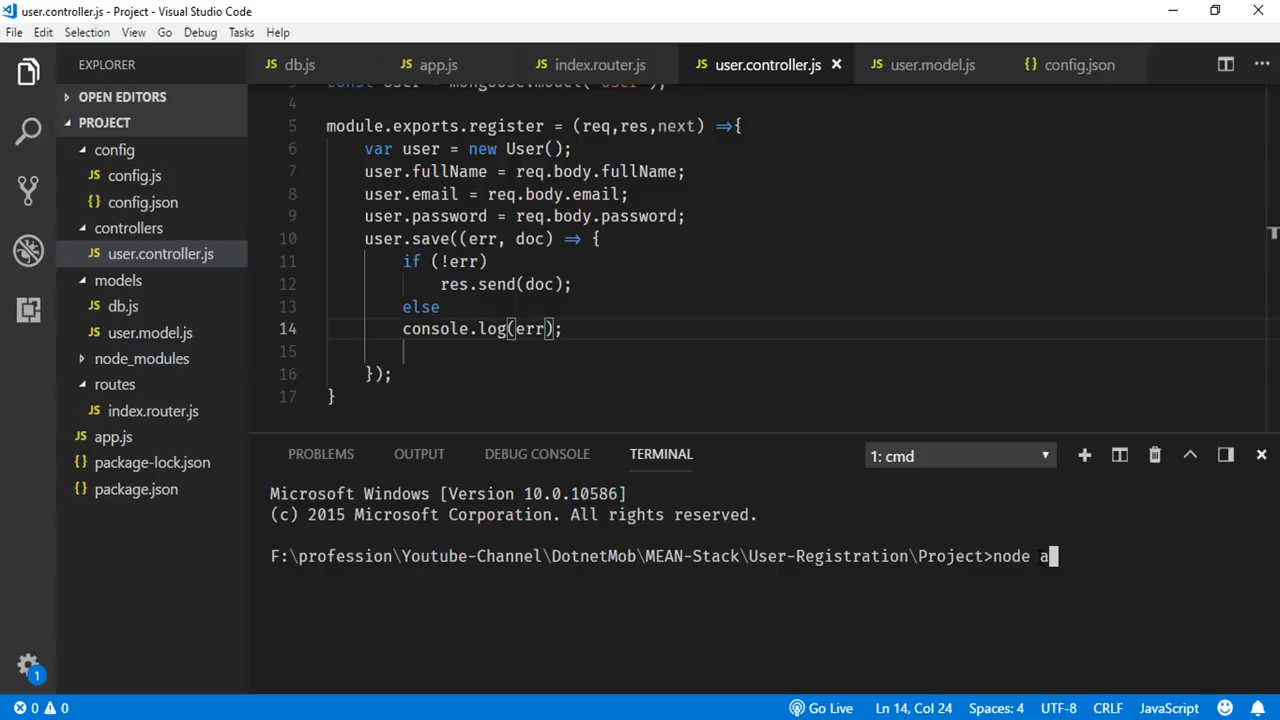 user.controller.js - Project - Visual Studio Code
File Edit Selection View Go Debug Tasks Help
EXPLORER
db.js
app.js
index.router.js
user.controller.js
user.model.js
config.json
OPEN EDITORS
PROJECT
config
config.js
config.json
controllers
user.controller.js
models
db.js
user.model.js
node_modules
routes
index.router.js
app.js
package-lock.json
package.json
3 const User = mongoose.model('User');
4
5 module.exports.register = (req,res,next) =>{
6 var user = new User();
7 user.fullName = req.body.fullName;
8 user.email = req.body.email;
9 user.password = req.body.password;
10 user.save((err, doc) => {
11 if (!err)
12 res.send(doc);
13 else
14 console.log(err);
15
16 });
17 }
PROBLEMS OUTPUT DEBUG CONSOLE TERMINAL
1: cmd
Microsoft Windows [Version 10.0.10586]
(c) 2015 Microsoft Corporation. All rights reserved.
F:\profession\Youtube-Channel\DotnetMob\MEAN-Stack\User-Registration\Project>node a
1
0 0 Go Live Ln 14, Col 24 Spaces: 4 UTF-8 CRLF JavaScript